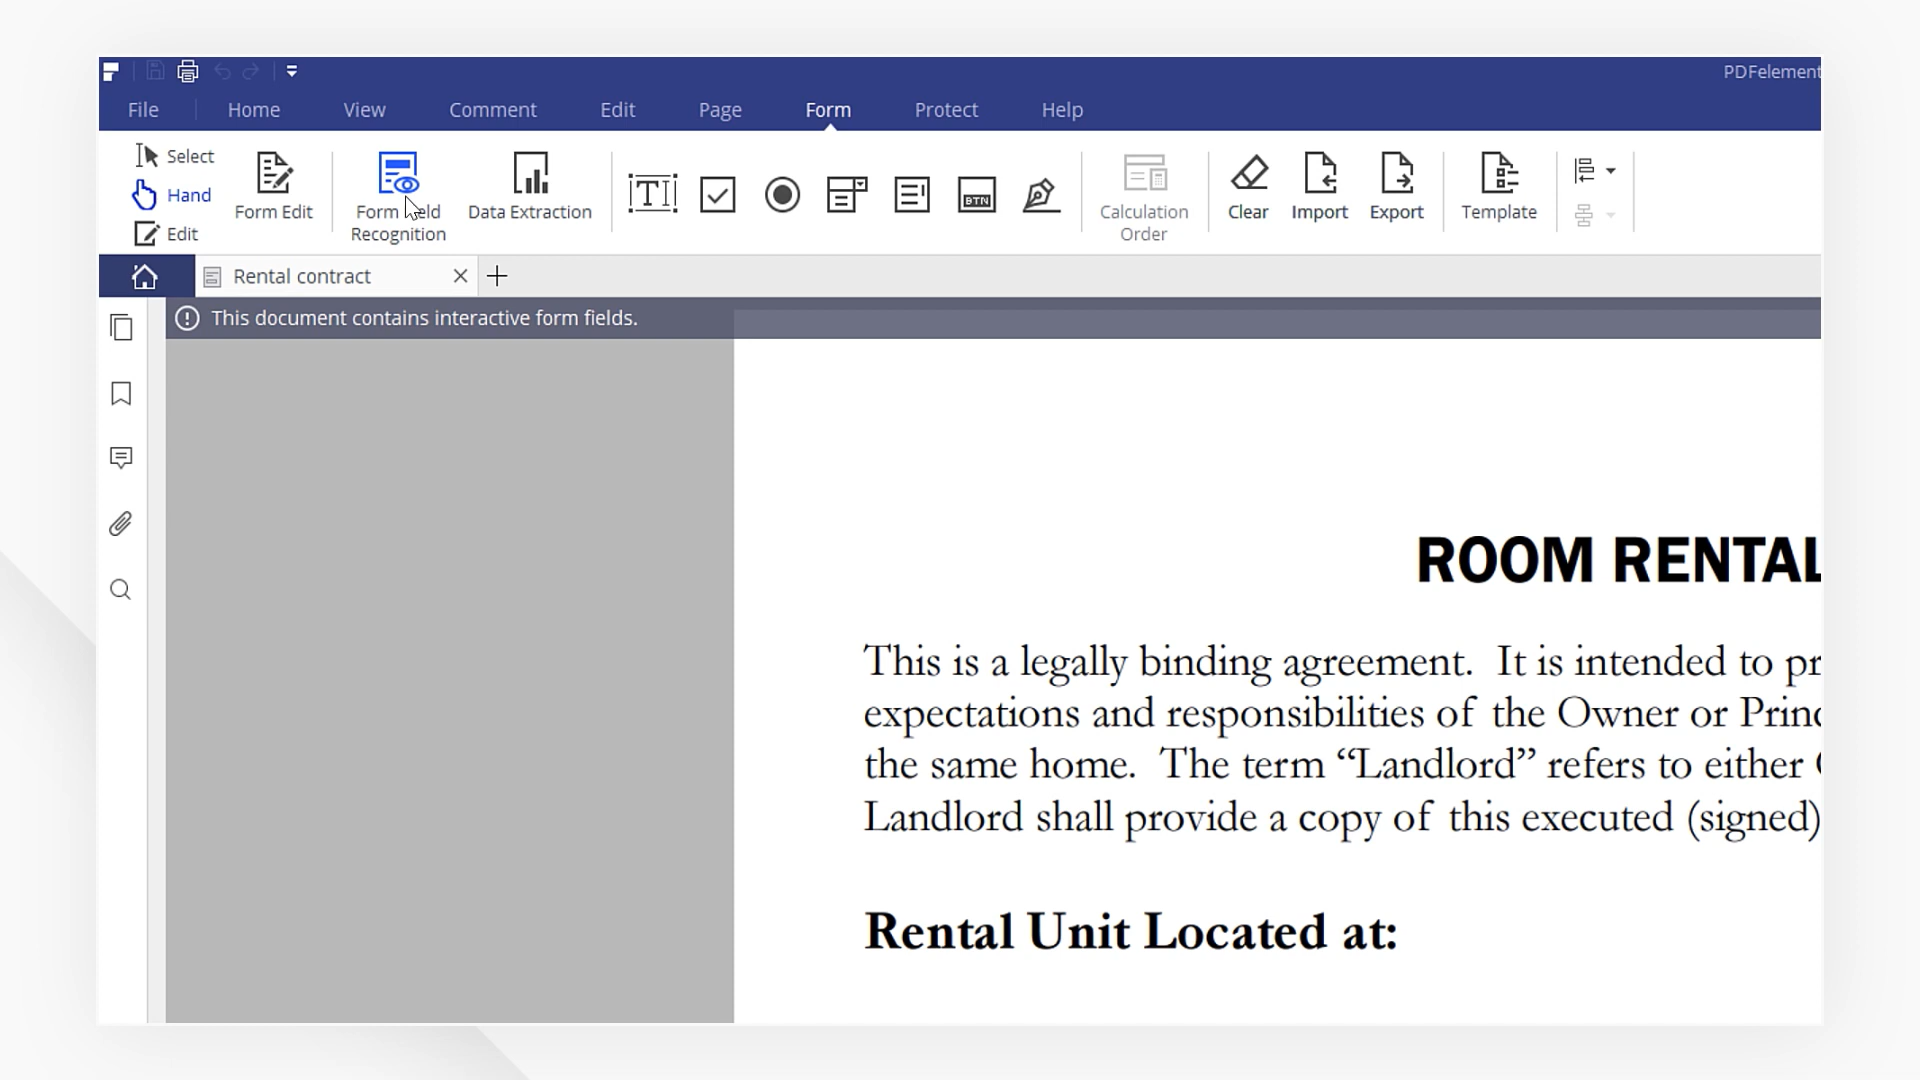 PDFelement
File Home View Comment Edit Page Form Protect Help
Select
Hand
Edit
Form Edit
Form
Recognition
Data Extraction
T
BTN
Calculation
Order
Clear
Import
Export
Template
Rental contract
This document contains interactive form fields.
ROOM RENTAL
This is a legally binding agreement. It is intended to pr
expectations and responsibilities of the Owner or Princ
the same home. The term “Landlord” refers to either
Landlord shall provide a copy of this executed (signed)
Rental Unit Located at: